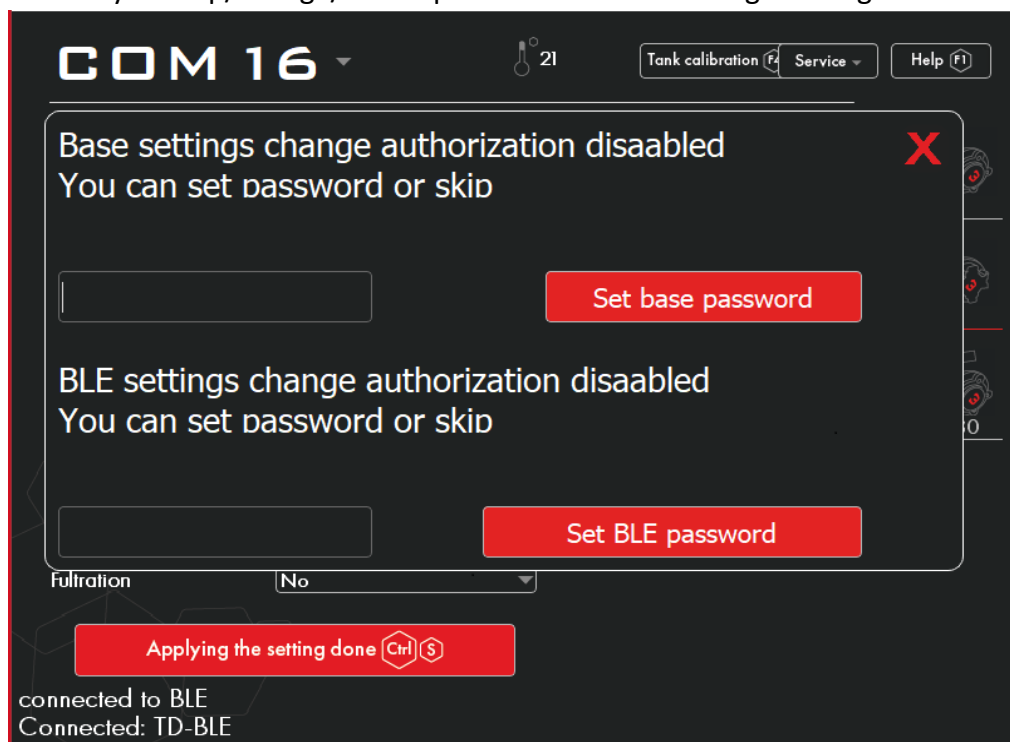 COM 16
21
Tank calibration F4
Service
Help F1
Base settings change authorization disaabled
You can set password or skip
Set base password
BLE settings change authorization disaabled
You can set password or skip
Set BLE password
Fultration No
Applying the setting done Ctrl S
connected to BLE
Connected: TD-BLE